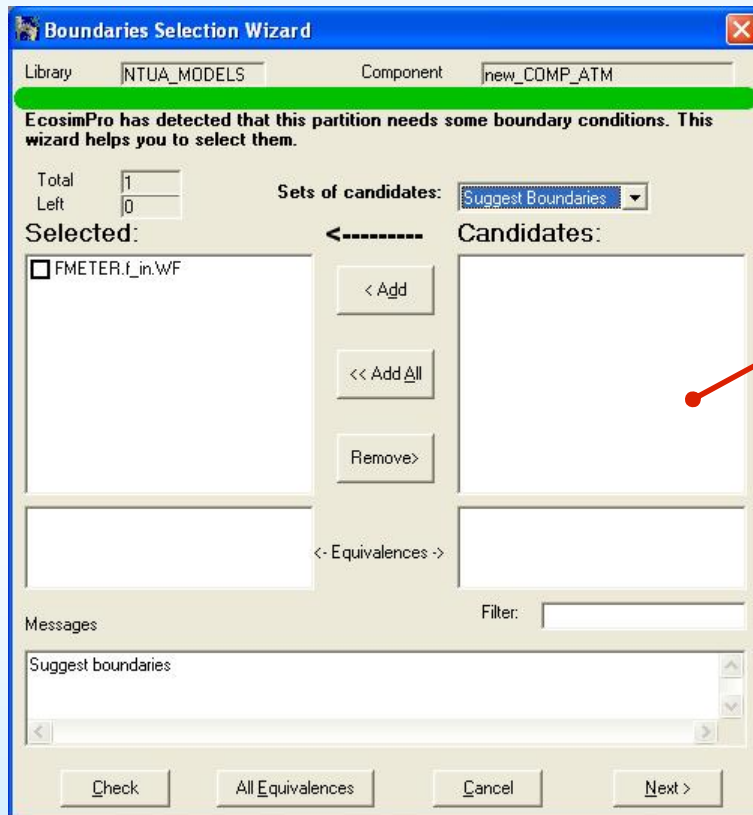 Boundaries Selection Wizard
Library NTUA_MODELS Component new_COMP_ATM
EcosimPro has detected that this partition needs some boundary conditions. This
wizard helps you to select them.
Total 1
Left 0
Sets of candidates: Suggest Boundaries
Selected: <--------- Candidates:
FMETER.f_in.WF
< Add
<< Add All
Remove>
<- Equivalences ->
Filter:
Messages
Suggest boundaries
Check All Equivalences Cancel Next >